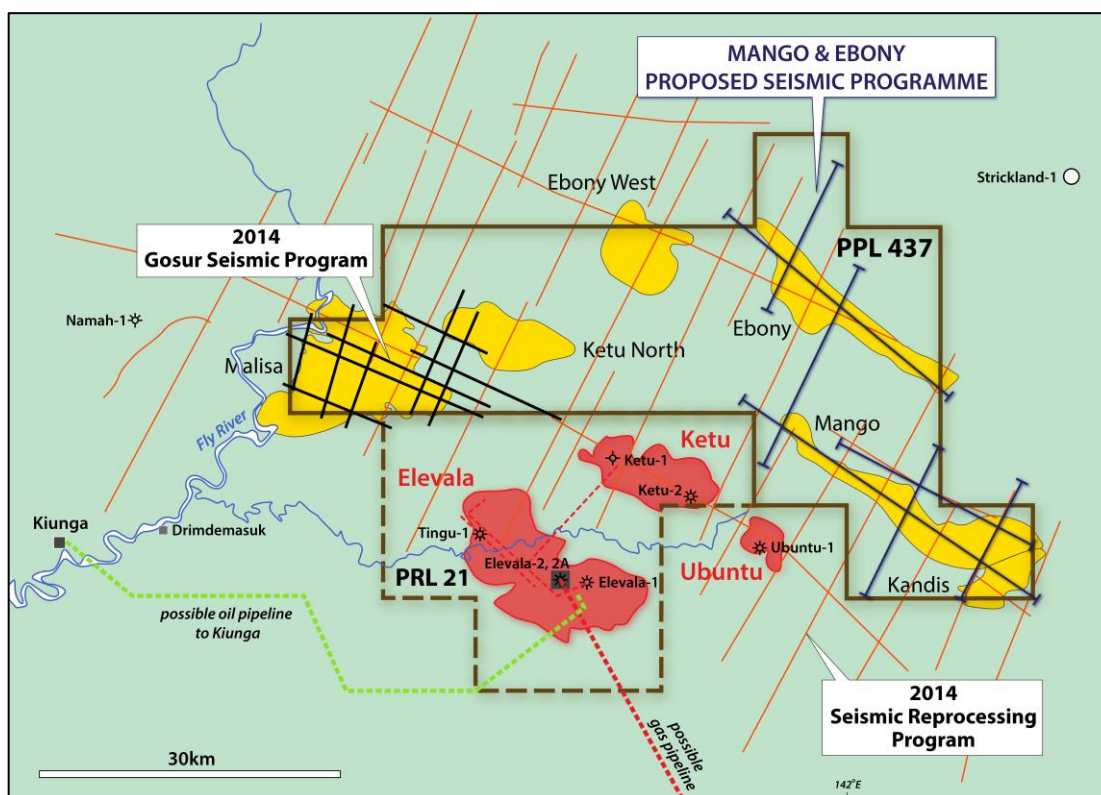 MANGO & EBONY
PROPOSED SEISMIC PROGRAMME
Strickland-1
Ebony West
PPL 437
2014
Gosur Seismic Program
Namah-1
Ebony
Ketu North
Malisa
Fly River
Mango
Ketu
Ketu-1
Elevala
Ketu-2
Kiunga
Drimdemasuk
Tingu-1
Ubuntu-1
Elevala-2, 2A
Elevala-1
PRL 21
Ubuntu
Kandis
possible oil pipeline
to Kiunga
2014
Seismic Reprocessing
Program
possible
gas pipeline
30km
142°E